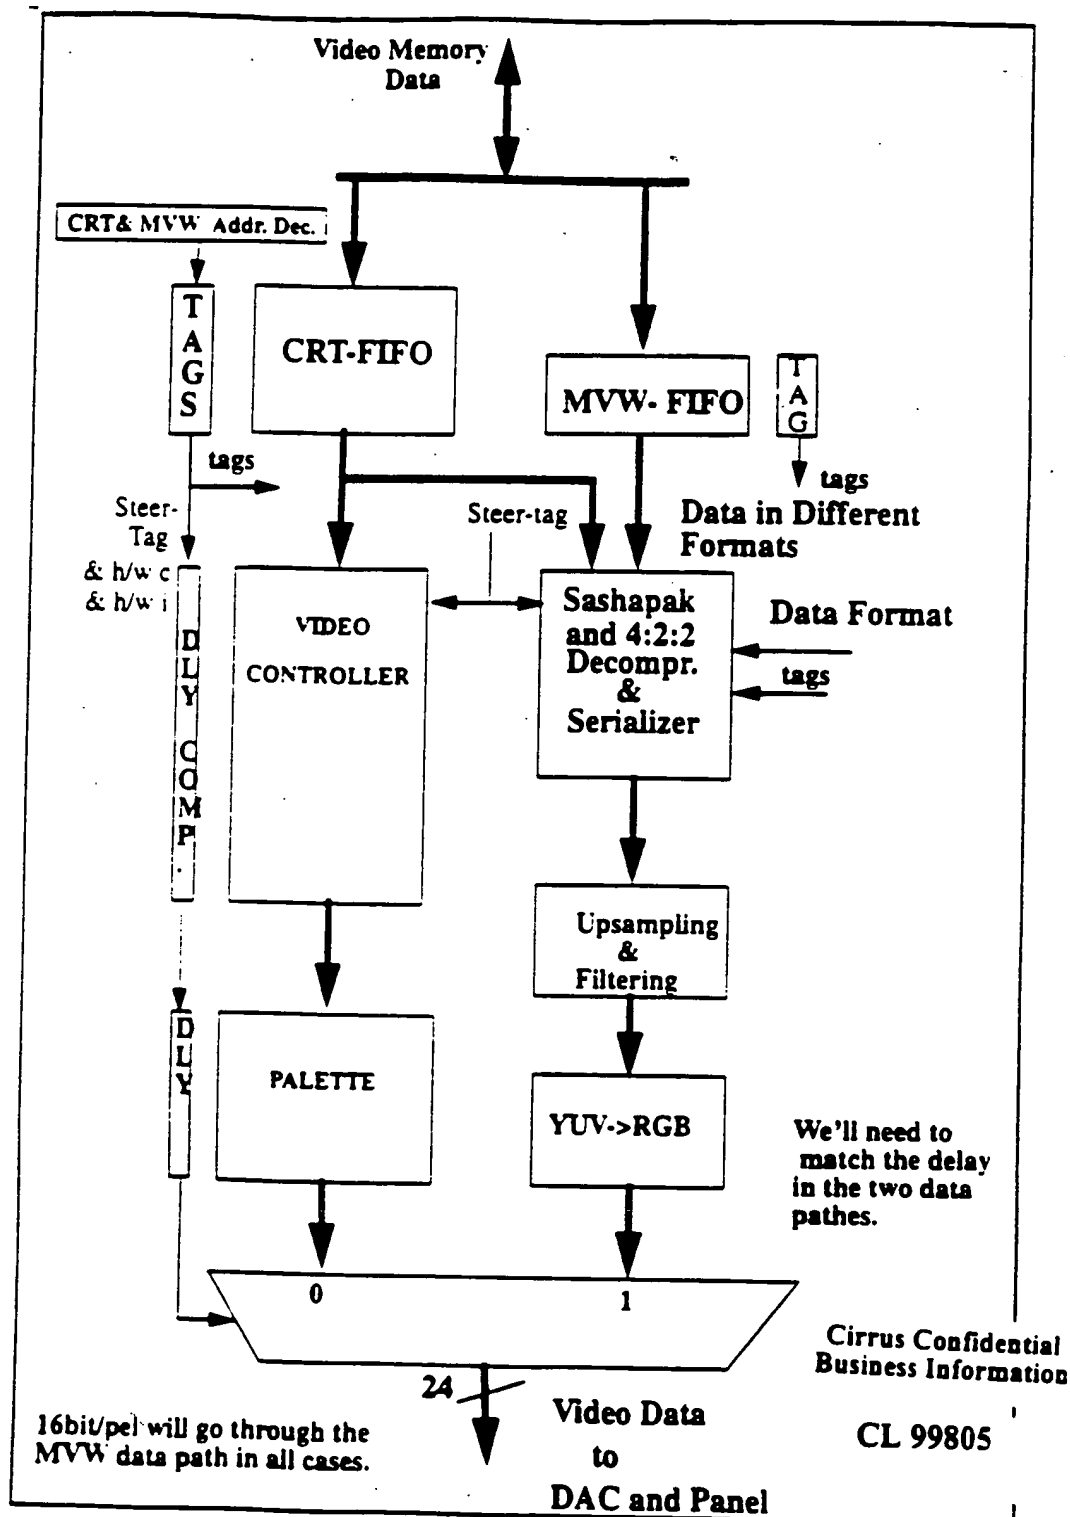 Video Memory
Data
CRT& MVW Addr. Dec.
TAGS
CRT-FIFO
MVW- FIFO
TAG
tags
tags
Steer-
Tag
Steer-tag
Data in Different
Formats
& h/w c
& h/w i
DLY COMP.
VIDEO
CONTROLLER
Sashapak
and 4:2:2
Decompr.
&
Serializer
Data Format
tags
Upsampling
&
Filtering
DLY
PALETTE
YUV->RGB
We'll need to
match the delay
in the two data
pathes.
0
1
Cirrus Confidential
Business Information
24
Video Data
to
DAC and Panel
16bit/pel will go through the
MVW data path in all cases.
CL 99805